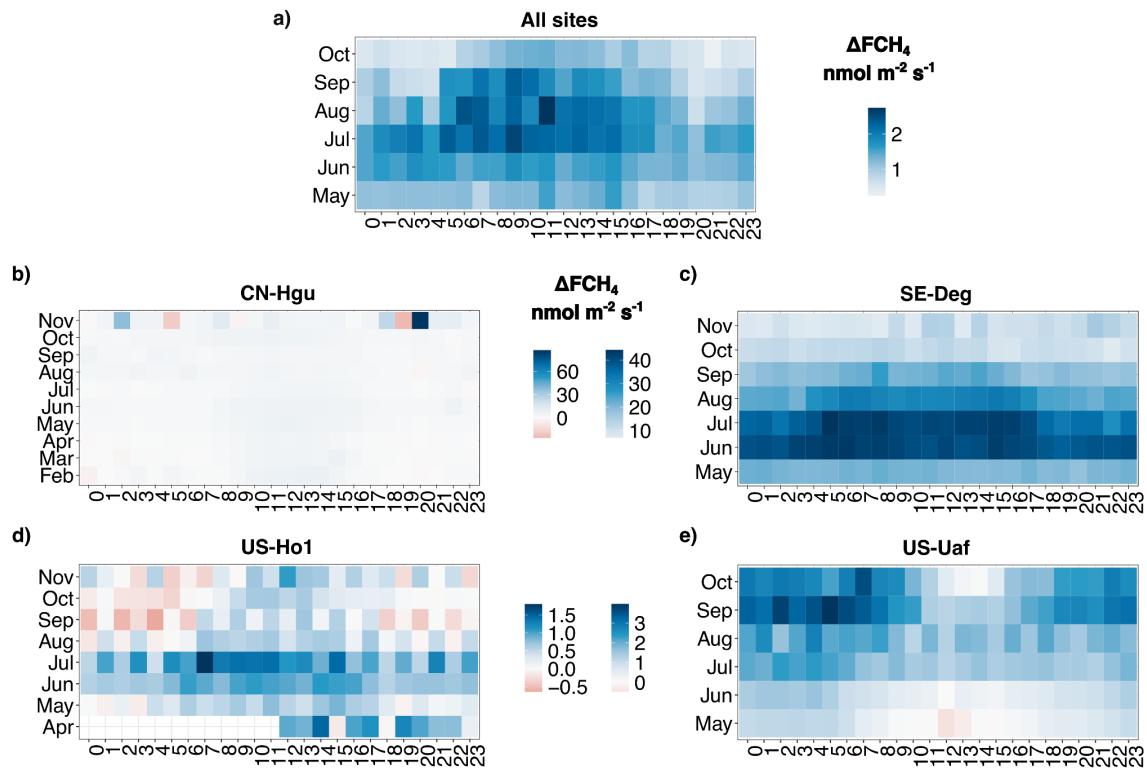 a)
All sites
Oct
Sep
Aug
Jul
Jun
May
0 1 2 3 4 5 6 7 8 9 10 11 12 13 14 15 16 17 18 19 20 21 22 23
ΔFCH₄
nmol m⁻² s⁻¹
2
1
b)
CN-Hgu
Nov
Oct
Sep
Aug
Jul
Jun
May
Apr
Mar
Feb
0 1 2 3 4 5 6 7 8 9 10 11 12 13 14 15 16 17 18 19 20 21 22 23
ΔFCH₄
nmol m⁻² s⁻¹
60
30
0
40
30
20
10
c)
SE-Deg
Nov
Oct
Sep
Aug
Jul
Jun
May
0 1 2 3 4 5 6 7 8 9 10 11 12 13 14 15 16 17 18 19 20 21 22 23
d)
US-Ho1
Nov
Oct
Sep
Aug
Jul
Jun
May
Apr
0 1 2 3 4 5 6 7 8 9 10 11 12 13 14 15 16 17 18 19 20 21 22 23
1.5
1.0
0.5
0.0
−0.5
3
2
1
0
e)
US-Uaf
Oct
Sep
Aug
Jul
Jun
May
0 1 2 3 4 5 6 7 8 9 10 11 12 13 14 15 16 17 18 19 20 21 22 23